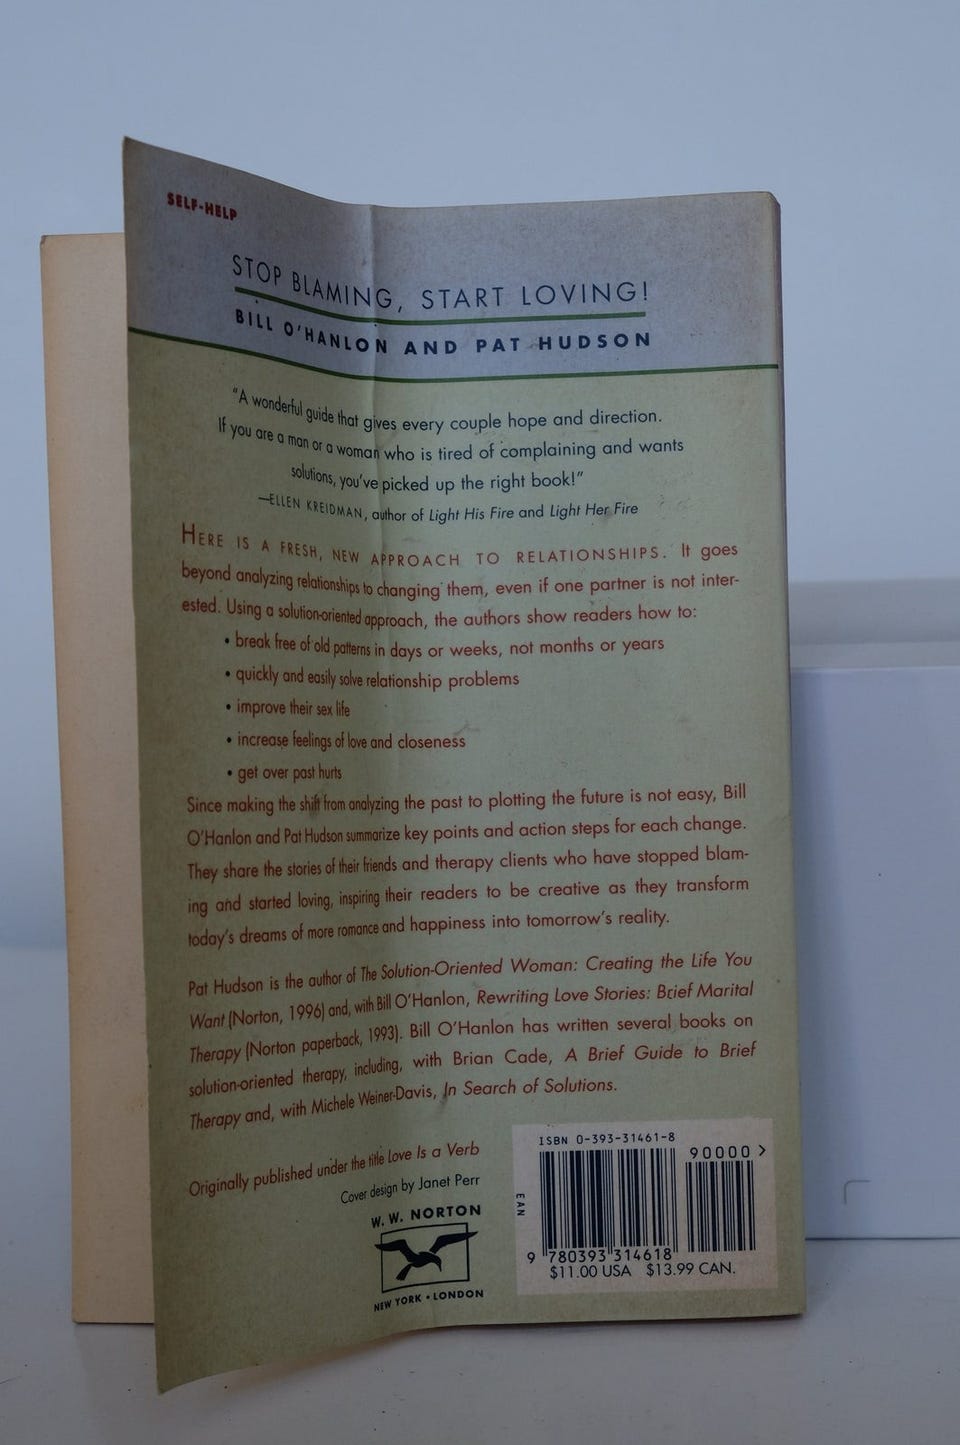 SELF-HELP
STOP BLAMING, START LOVING!
BILL O'HANLON AND PAT HUDSON
"A wonderful guide that gives every couple hope and direction.
If you are a man or a woman who is tired of complaining and wants
solutions, you've picked up the right book!"
—ELLEN KREIDMAN, author of Light His Fire and Light Her Fire
HERE IS A FRESH, NEW APPROACH TO RELATIONSHIPS. It goes
beyond analyzing relationships to changing them, even if one partner is not inter-
ested. Using a solution-oriented approach, the authors show readers how to:
• break free of old patterns in days or weeks, not months or years
• quickly and easily solve relationship problems
• improve their sex life
• increase feelings of love and closeness
• get over past hurts
Since making the shift from analyzing the past to plotting the future is not easy, Bill
O'Hanlon and Pat Hudson summarize key points and action steps for each change.
They share the stories of their friends and therapy clients who have stopped blam-
ing and started loving, inspiring their readers to be creative as they transform
today's dreams of more romance and happiness into tomorrow's reality.
Pat Hudson is the author of The Solution-Oriented Woman: Creating the Life You
Want (Norton, 1996) and, with Bill O'Hanlon, Rewriting Love Stories: Brief Marital
Therapy (Norton paperback, 1993). Bill O'Hanlon has written several books on
solution-oriented therapy, including, with Brian Cade, A Brief Guide to Brief
Therapy and, with Michele Weiner-Davis, In Search of Solutions.
Originally published under the title Love Is a Verb
Cover design by Janet Perr
W. W. NORTON
NEW YORK • LONDON
ISBN 0-393-31461-8
90000 >
EAN
9 780393 314618
$11.00 USA $13.99 CAN.